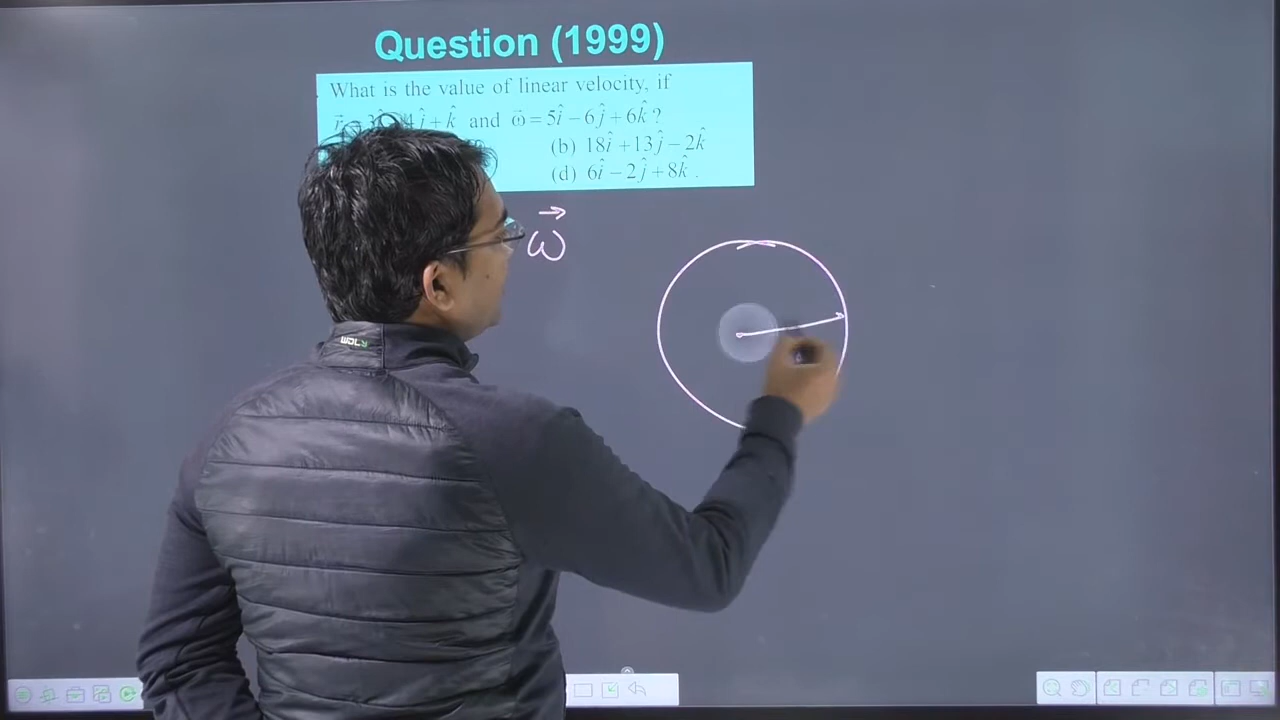 Question (1999)
What is the value of linear velocity, if
ĵ + k̂ and ω⃗ = 5î − 6ĵ + 6k̂ ?
(b) 18î + 13ĵ − 2k̂
(d) 6î − 2ĵ + 8k̂ .
ω⃗